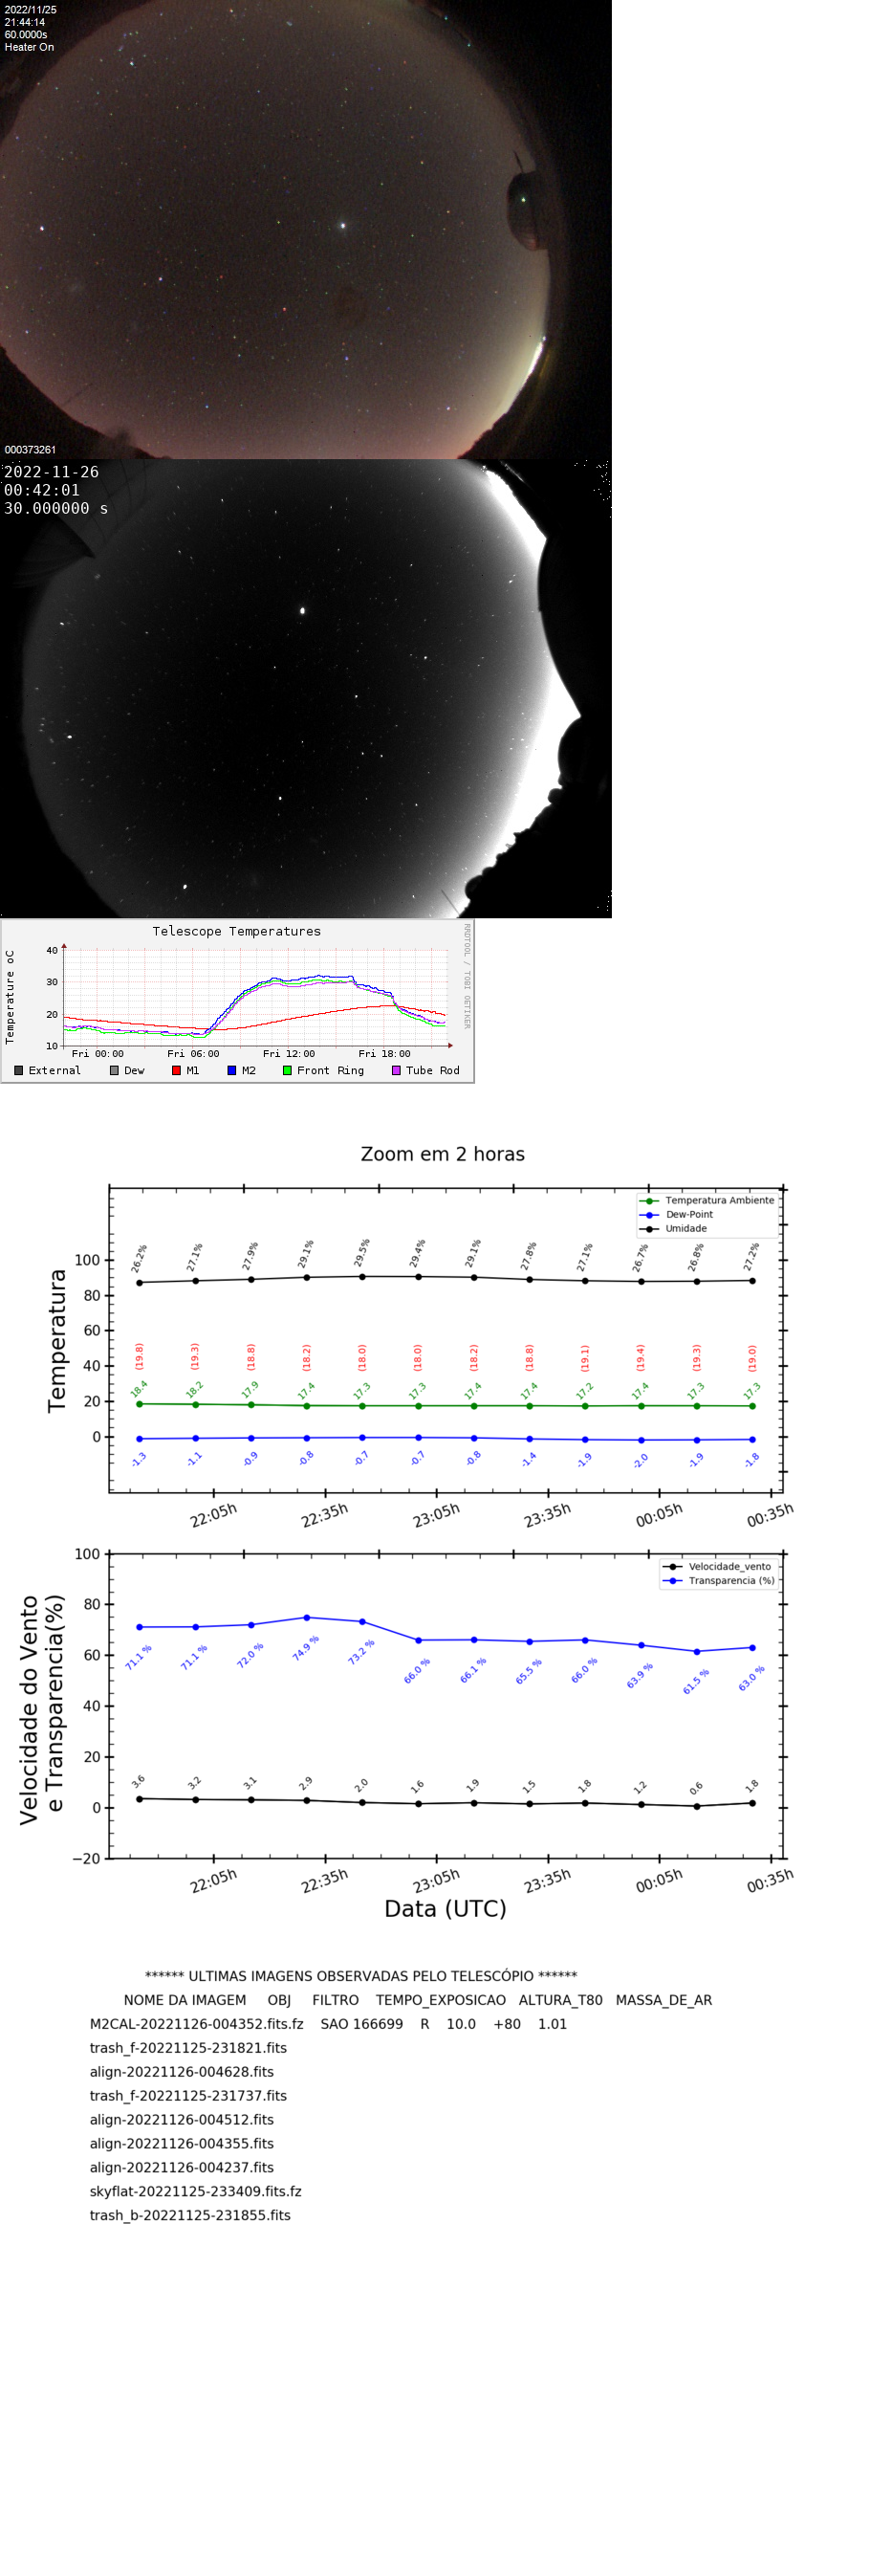 2022/11/25
21:44:14
60.0000s
Heater On
000373261
2022-11-26
00:42:01
30.000000 s
Telescope Temperatures
RRDTOOL / TOBI OETIKER
Temperature oC
40
30
20
10
Fri 00:00 Fri 06:00 Fri 12:00 Fri 18:00
External Dew M1 M2 Front Ring Tube Rod
Zoom em 2 horas
Temperatura Ambiente
Dew-Point
Umidade
Temperatura
100
80
60
40
20
0
26.2% 27.1% 27.9% 29.1% 29.5% 29.4% 29.1% 27.8% 27.1% 26.7% 26.8% 27.2%
(19.8) (19.3) (18.8) (18.2) (18.0) (18.0) (18.2) (18.8) (19.1) (19.4) (19.3) (19.0)
18.4 18.2 17.9 17.4 17.3 17.3 17.4 17.4 17.2 17.4 17.3 17.3
-1.3 -1.1 -0.9 -0.8 -0.7 -0.7 -0.8 -1.4 -1.9 -2.0 -1.9 -1.8
22:05h 22:35h 23:05h 23:35h 00:05h 00:35h
Velocidade_vento
Transparencia (%)
Velocidade do Vento
e Transparencia(%)
100
80
60
40
20
0
−20
71.1 % 71.1 % 72.0 % 74.9 % 73.2 % 66.0 % 66.1 % 65.5 % 66.0 % 63.9 % 61.5 % 63.0 %
3.6 3.2 3.1 2.9 2.0 1.6 1.9 1.5 1.8 1.2 0.6 1.8
22:05h 22:35h 23:05h 23:35h 00:05h 00:35h
Data (UTC)
****** ULTIMAS IMAGENS OBSERVADAS PELO TELESCÓPIO ******
NOME DA IMAGEM OBJ FILTRO TEMPO_EXPOSICAO ALTURA_T80 MASSA_DE_AR
M2CAL-20221126-004352.fits.fz SAO 166699 R 10.0 +80 1.01
trash_f-20221125-231821.fits
align-20221126-004628.fits
trash_f-20221125-231737.fits
align-20221126-004512.fits
align-20221126-004355.fits
align-20221126-004237.fits
skyflat-20221125-233409.fits.fz
trash_b-20221125-231855.fits